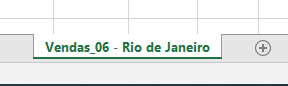 Vendas_06 - Rio de Janeiro